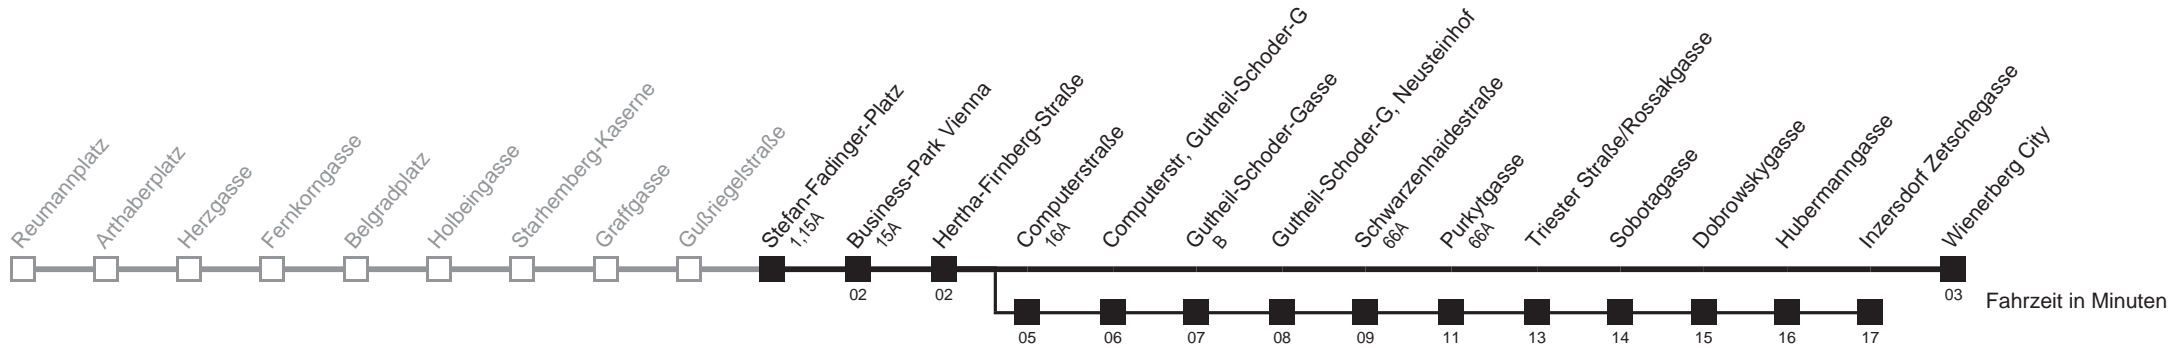 Reumannplatz
Arthaberplatz
Herzgasse
Fernkorngasse
Belgradplatz
Holbeingasse
Starhemberg-Kaserne
Graffgasse
Gußriegelstraße
Stefan-Fadinger-Platz
1,15A
Business-Park Vienna
15A
Hertha-Firnberg-Straße
Computerstraße
16A
Computerstr, Gutheil-Schoder-G
Gutheil-Schoder-Gasse
B
Gutheil-Schoder-G, Neusteinhof
Schwarzenhaidestraße
66A
Purkytgasse
66A
Triester Straße/Rossakgasse
Sobotagasse
Dobrowskygasse
Hubermanngasse
Inzersdorf Zetschegasse
Wienerberg City
02
02
03
Fahrzeit in Minuten
05
06
07
08
09
11
13
14
15
16
17